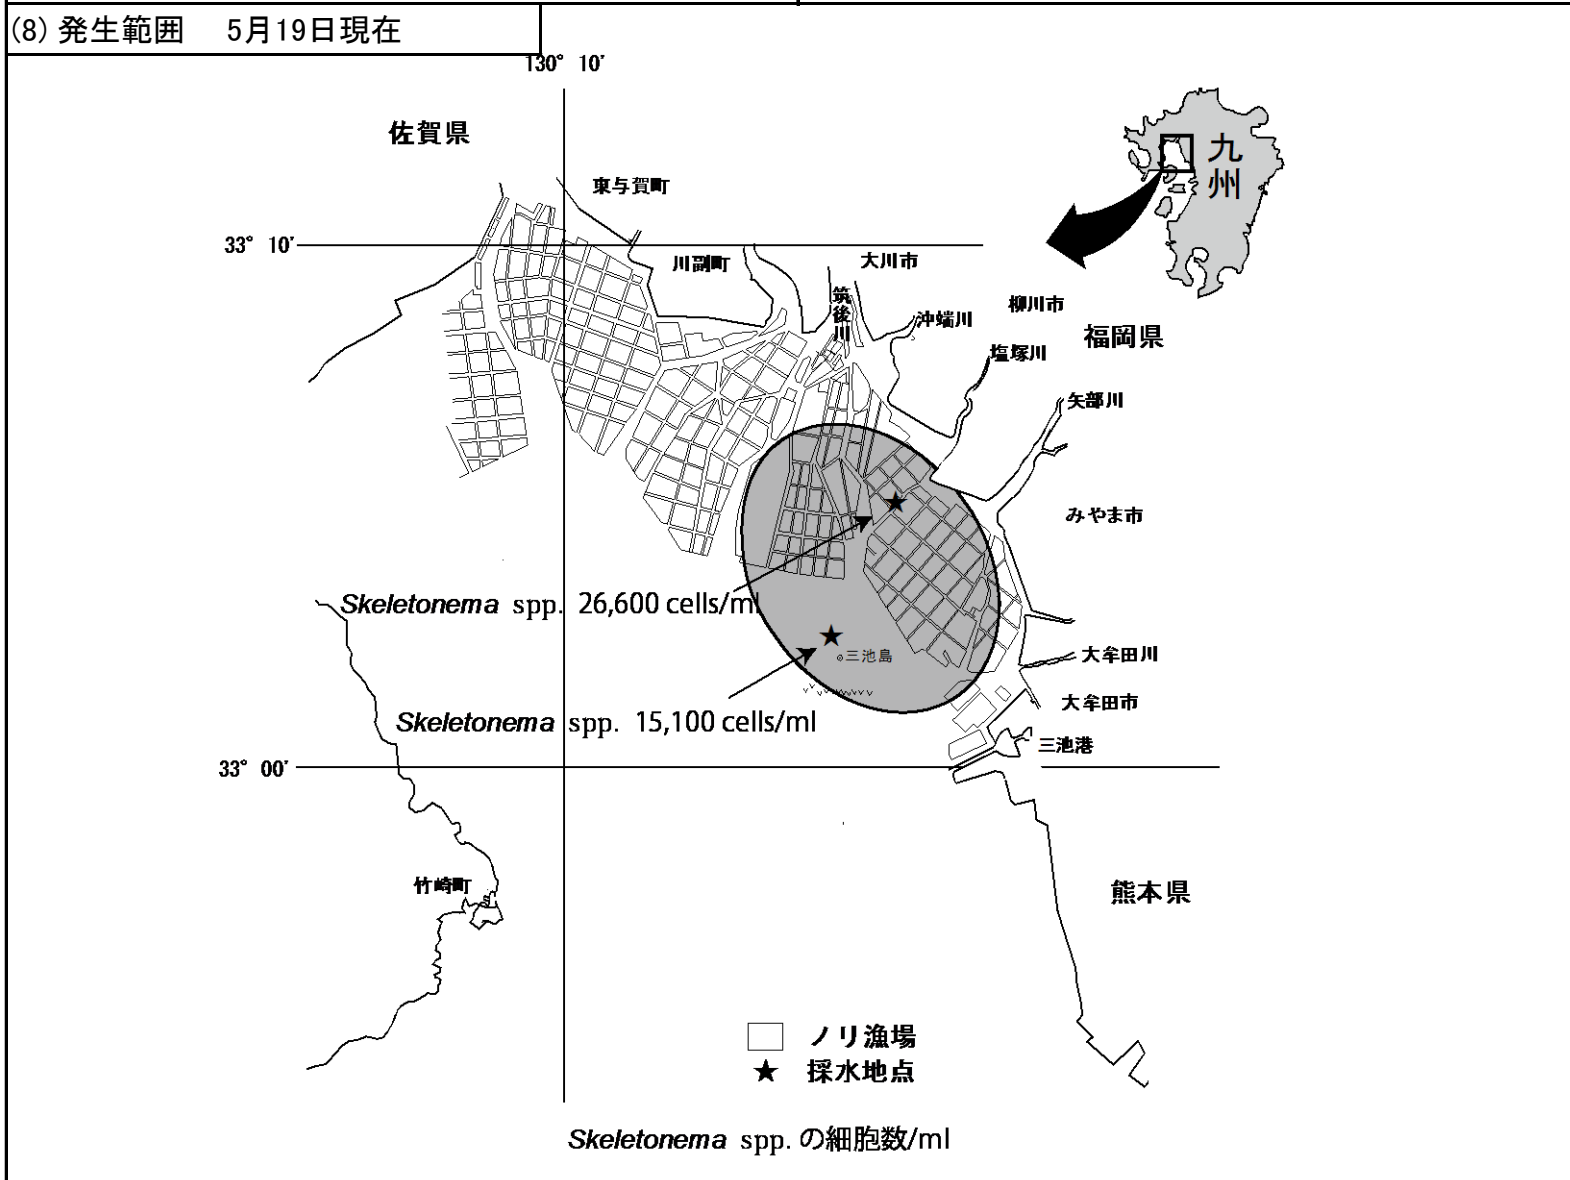 (8) 発生範囲　5月19日現在
130° 10′
佐賀県
九州
東与賀町
33° 10′
川副町
大川市
筑後川
沖端川
柳川市
福岡県
塩塚川
矢部川
みやま市
Skeletonema spp. 26,600 cells/ml
三池島
大牟田川
大牟田市
Skeletonema spp. 15,100 cells/ml
三池港
33° 00′
竹崎町
熊本県
ノリ漁場
★ 採水地点
Skeletonema spp. の細胞数/ml